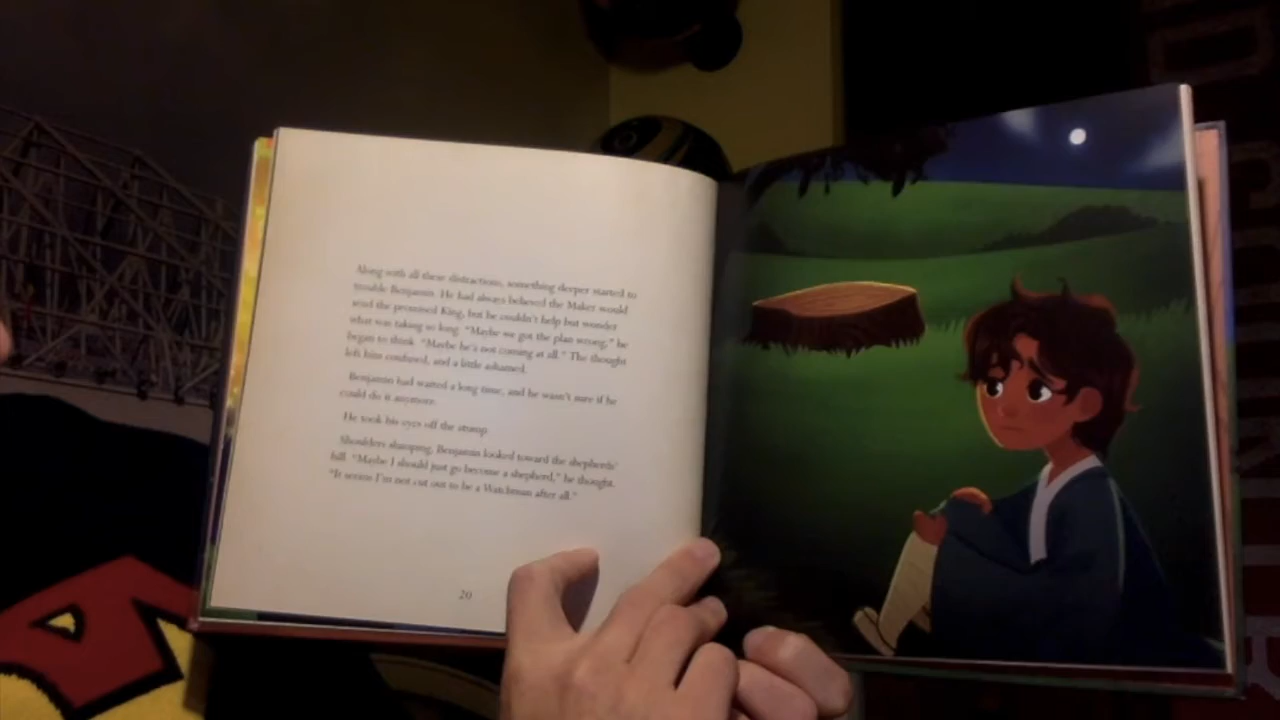 Along with all these distractions, something deeper started to
trouble Benjamin. He had always believed the Maker would
send the promised King, but he couldn't help but wonder
what was taking so long. "Maybe we got the plan wrong," he
began to think. "Maybe he's not coming at all." The thought
left him confused, and a little ashamed.
Benjamin had waited a long time, and he wasn't sure if he
could do it anymore.
He took his eyes off the stump.
Shoulders slumping, Benjamin looked toward the shepherds'
hill. "Maybe I should just go become a shepherd," he thought.
"It seems I'm not cut out to be a Watchman after all."
20